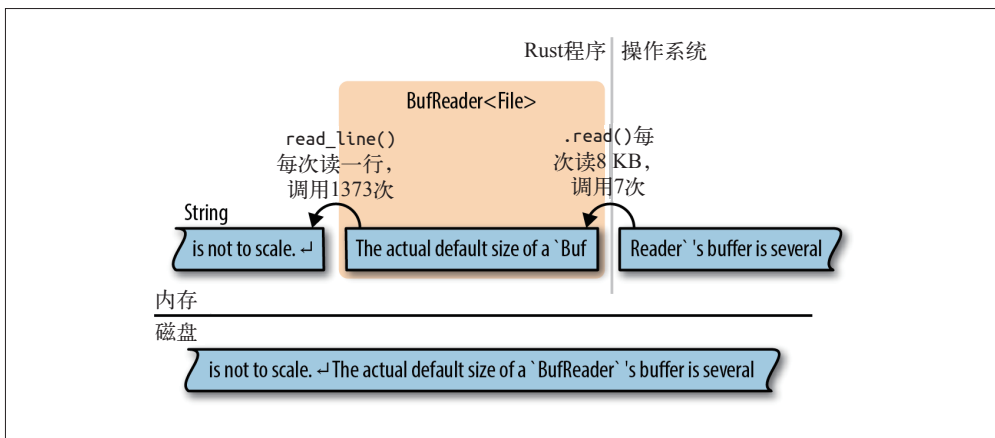 Rust程序 操作系统
BufReader<File>
read_line()
每次读一行，
调用1373次
.read()每
次读8 KB，
调用7次
String
is not to scale. ↵
The actual default size of a `Buf
Reader` 's buffer is several
内存
磁盘
is not to scale. ↵The actual default size of a `BufReader` 's buffer is several